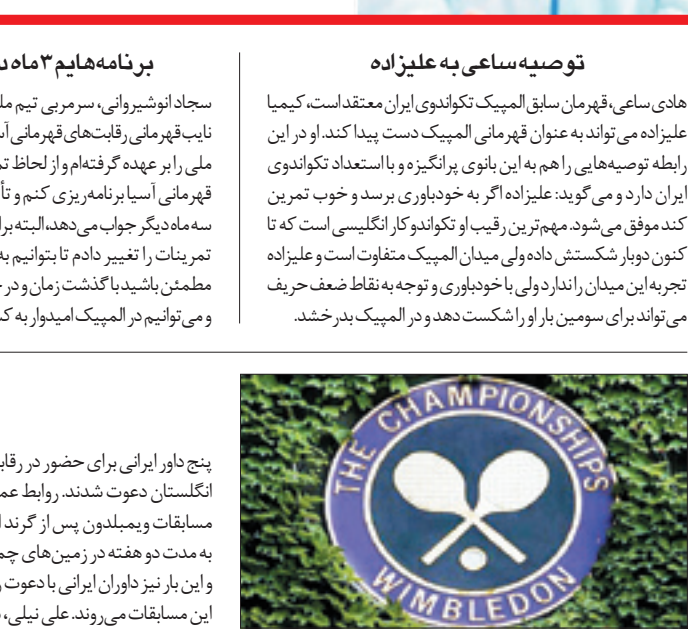 توصیه ساعی به علیزاده
هادی ساعی، قهرمان سابق المپیک تکواندوی ایران معتقد است، کیمیا
علیزاده می‌تواند به عنوان قهرمانی المپیک دست پیدا کند. او در این
رابطه توصیه‌هایی را هم به این بانوی پرانگیزه و با استعداد تکواندوی
ایران دارد و می‌گوید: علیزاده اگر به خودباوری برسد و خوب تمرین
کند موفق می‌شود. مهم‌ترین رقیب او تکواندوکار انگلیسی است که تا
کنون دوبار شکستش داده ولی میدان المپیک متفاوت است و علیزاده
تجربه این میدان را ندارد ولی با خودباوری و توجه به نقاط ضعف حریف
می‌تواند برای سومین بار او را شکست دهد و در المپیک بدرخشد.
برنامه‌هایم ۳ ماه
سجاد انوشیروانی، سرمربی تیم
نایب قهرمانی رقابت‌های قهرمانی
ملی را بر عهده گرفته‌ام و از لحاظ
قهرمانی آسیا برنامه‌ریزی کنم و
سه ماه دیگر جواب می‌دهد، البته
تمرینات را تغییر دادم تا بتوانیم به
مطمئن باشید با گذشت زمان و در
و می‌توانیم در المپیک امیدوار به
THE CHAMPIONSHIPS
WIMBLEDON
پنج داور ایرانی برای حضور در
انگلستان دعوت شدند. روابط
مسابقات ویمبلدون پس از گرند
به مدت دو هفته در زمین‌های
و این بار نیز داوران ایرانی با دعوت
این مسابقات می‌روند. علی نیلی،